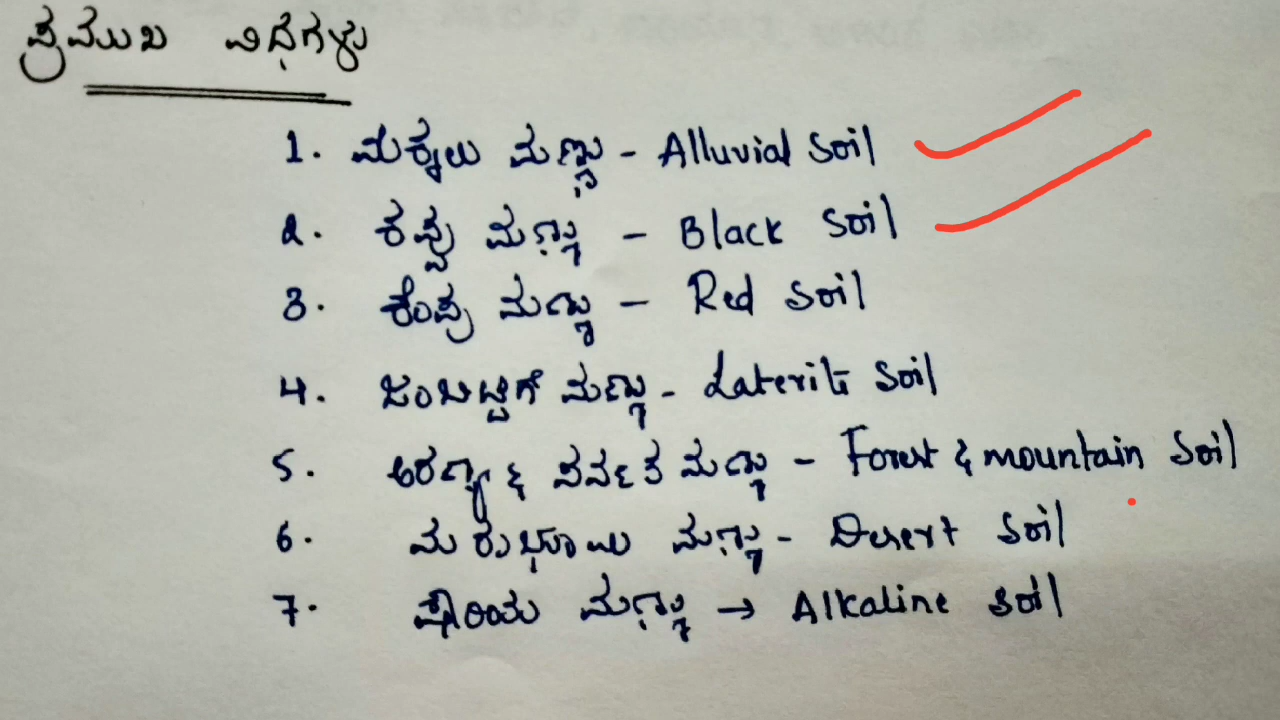 ಪ್ರಮುಖ ವಿಧಗಳು
1. ಮೆಕ್ಕಲು ಮಣ್ಣು - Alluvial Soil
2. ಕಪ್ಪು ಮಣ್ಣು - Black Soil
3. ಕೆಂಪು ಮಣ್ಣು - Red Soil
4. ಜಂಬಿಟ್ಟಿಗೆ ಮಣ್ಣು - Laterite Soil
5. ಅರಣ್ಯ & ಪರ್ವತ ಮಣ್ಣು - Forest & mountain Soil
6. ಮರುಭೂಮಿ ಮಣ್ಣು - Desert Soil
7. ಕ್ಷಾರಿಯ ಮಣ್ಣು → Alkaline Soil